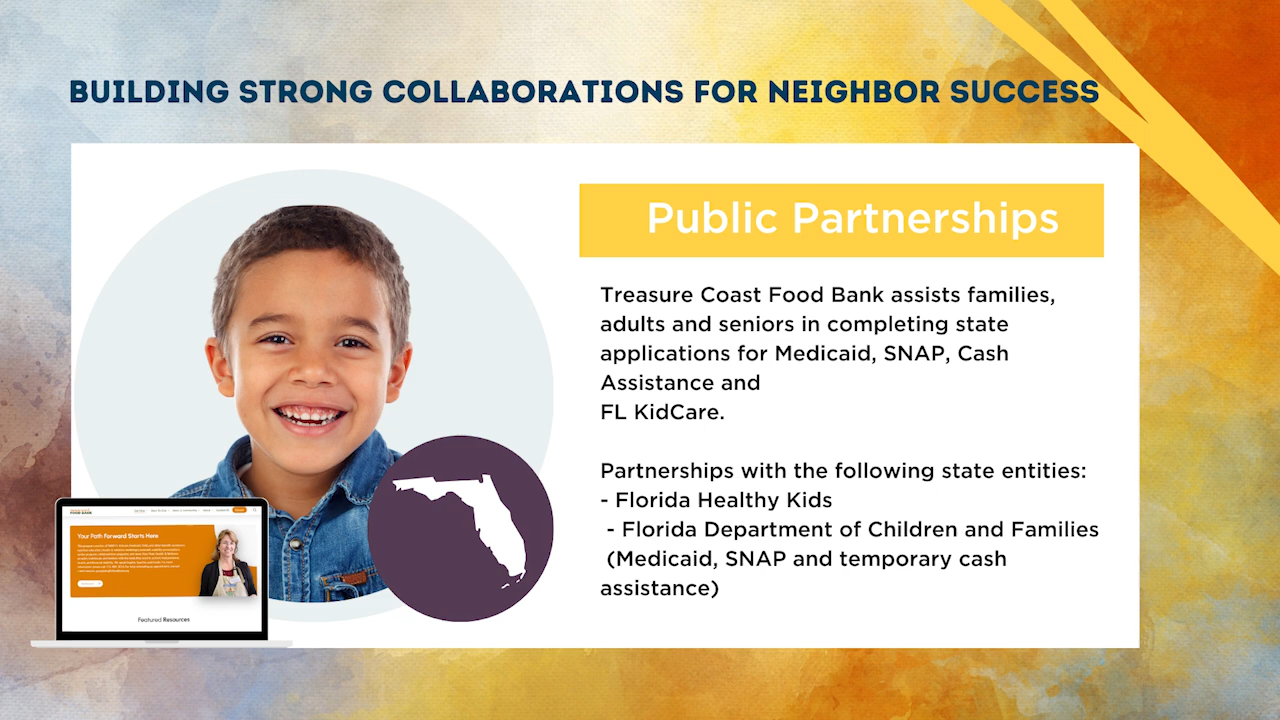 BUILDING STRONG COLLABORATIONS FOR NEIGHBOR SUCCESS
Public Partnerships
Treasure Coast Food Bank assists families,
adults and seniors in completing state
applications for Medicaid, SNAP, Cash
Assistance and
FL KidCare.
Partnerships with the following state entities:
- Florida Healthy Kids
- Florida Department of Children and Families
(Medicaid, SNAP and temporary cash
assistance)
FOOD BANK
Your Path Forward Starts Here
Featured Resources